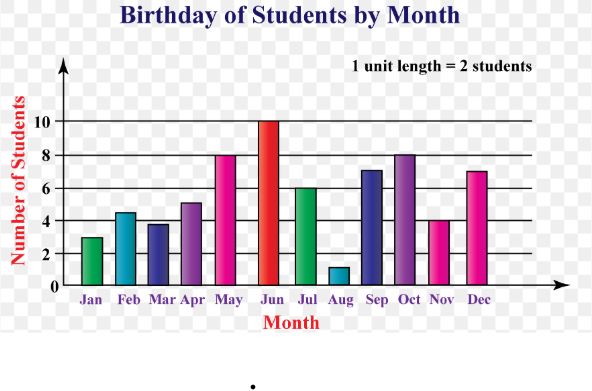 Birthday of Students by Month
1 unit length = 2 students
Number of Students
10
8
6
4
2
0
Jan Feb Mar Apr May Jun Jul Aug Sep Oct Nov Dec
Month